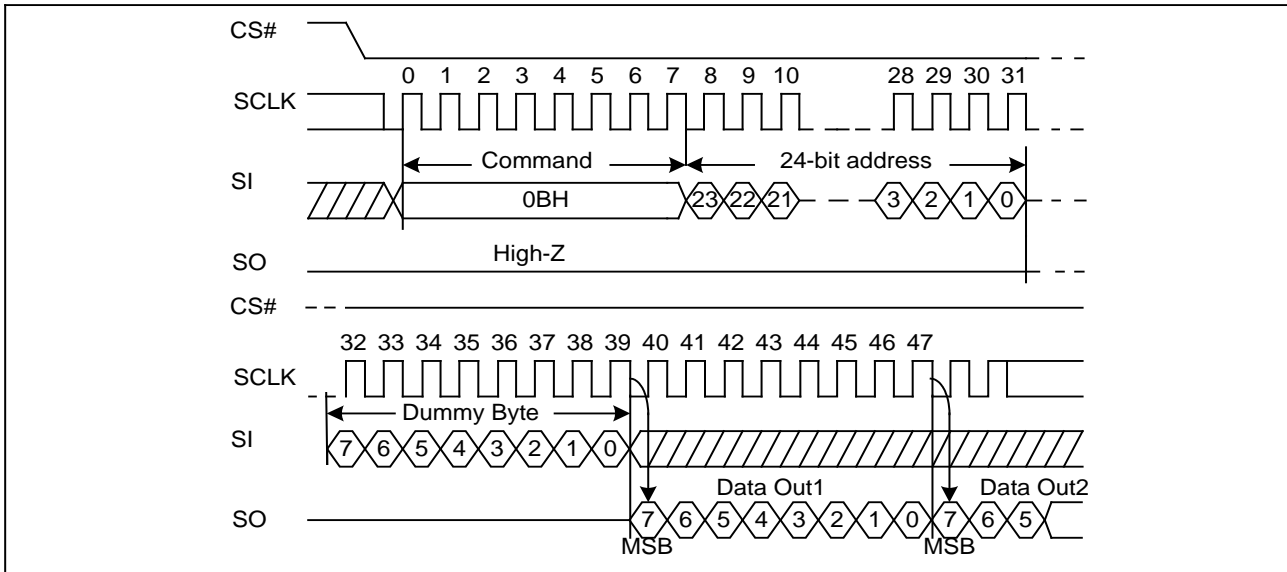 CS#
0 1 2 3 4 5 6 7 8 9 10 28 29 30 31
SCLK
Command 24-bit address
SI
0BH 23 22 21 3 2 1 0
High-Z
SO
CS#
32 33 34 35 36 37 38 39 40 41 42 43 44 45 46 47
SCLK
Dummy Byte
SI
7 6 5 4 3 2 1 0
Data Out1 Data Out2
SO
7 6 5 4 3 2 1 0 7 6 5
MSB MSB